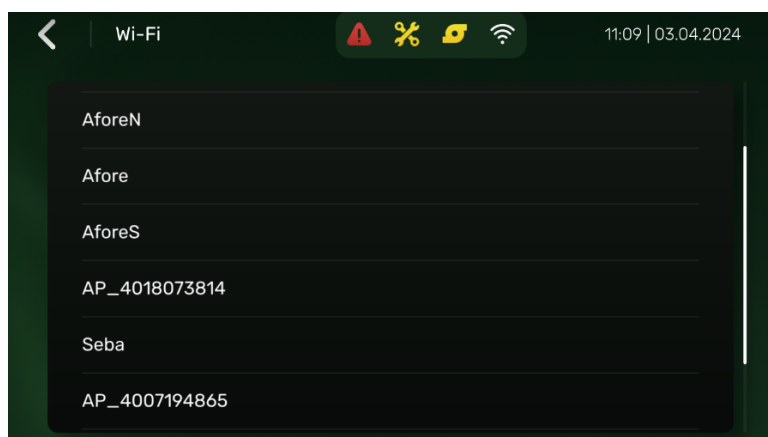 Wi-Fi
11:09 | 03.04.2024
AforeN
Afore
AforeS
AP_4018073814
Seba
AP_4007194865